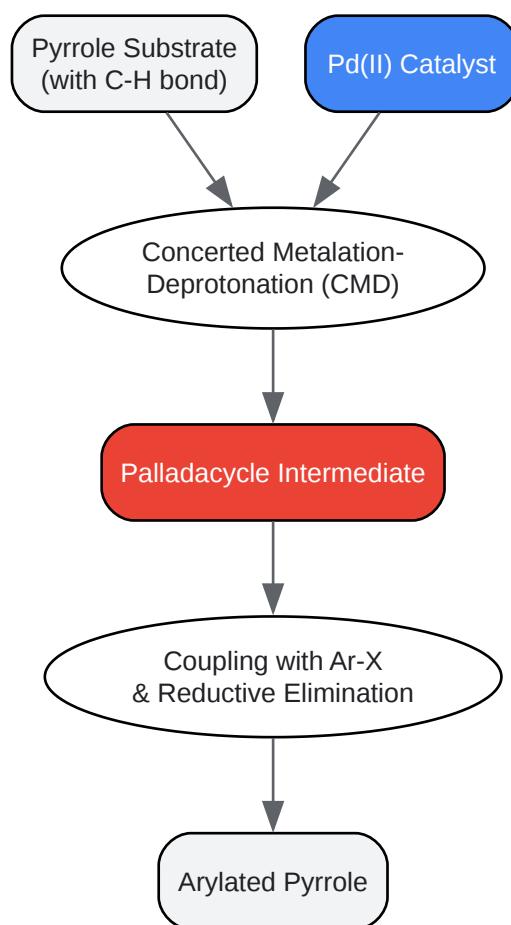 Pyrrole Substrate
(with C-H bond)
Pd(II) Catalyst
Concerted Metalation-
Deprotonation (CMD)
Palladacycle Intermediate
Coupling with Ar-X
& Reductive Elimination
Arylated Pyrrole